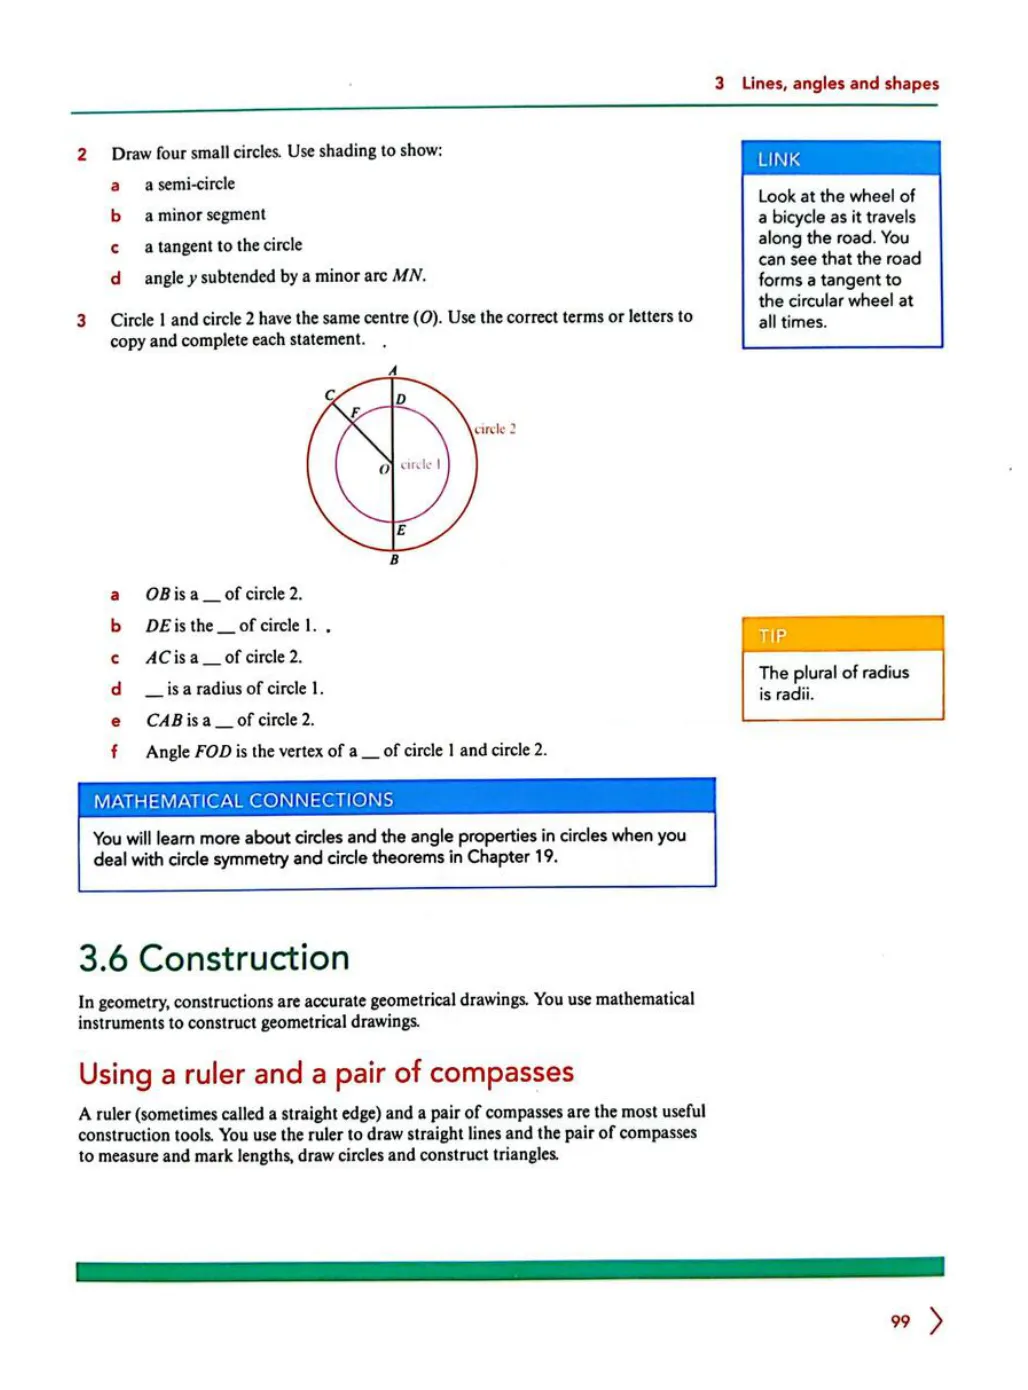 3 Lines, angles and shapes
2 Draw four small circles. Use shading to show:
a a semi-circle
b a minor segment
c a tangent to the circle
d angle y subtended by a minor arc MN.
3 Circle 1 and circle 2 have the same centre (O). Use the correct terms or letters to
copy and complete each statement.
A
C
D
F
circle 2
O
circle 1
E
B
a OB is a __ of circle 2.
b DE is the __ of circle 1.
c AC is a __ of circle 2.
d __ is a radius of circle 1.
e CAB is a __ of circle 2.
f Angle FOD is the vertex of a __ of circle 1 and circle 2.
LINK
Look at the wheel of
a bicycle as it travels
along the road. You
can see that the road
forms a tangent to
the circular wheel at
all times.
TIP
The plural of radius
is radii.
MATHEMATICAL CONNECTIONS
You will learn more about circles and the angle properties in circles when you
deal with circle symmetry and circle theorems in Chapter 19.
3.6 Construction
In geometry, constructions are accurate geometrical drawings. You use mathematical
instruments to construct geometrical drawings.
Using a ruler and a pair of compasses
A ruler (sometimes called a straight edge) and a pair of compasses are the most useful
construction tools. You use the ruler to draw straight lines and the pair of compasses
to measure and mark lengths, draw circles and construct triangles.
99